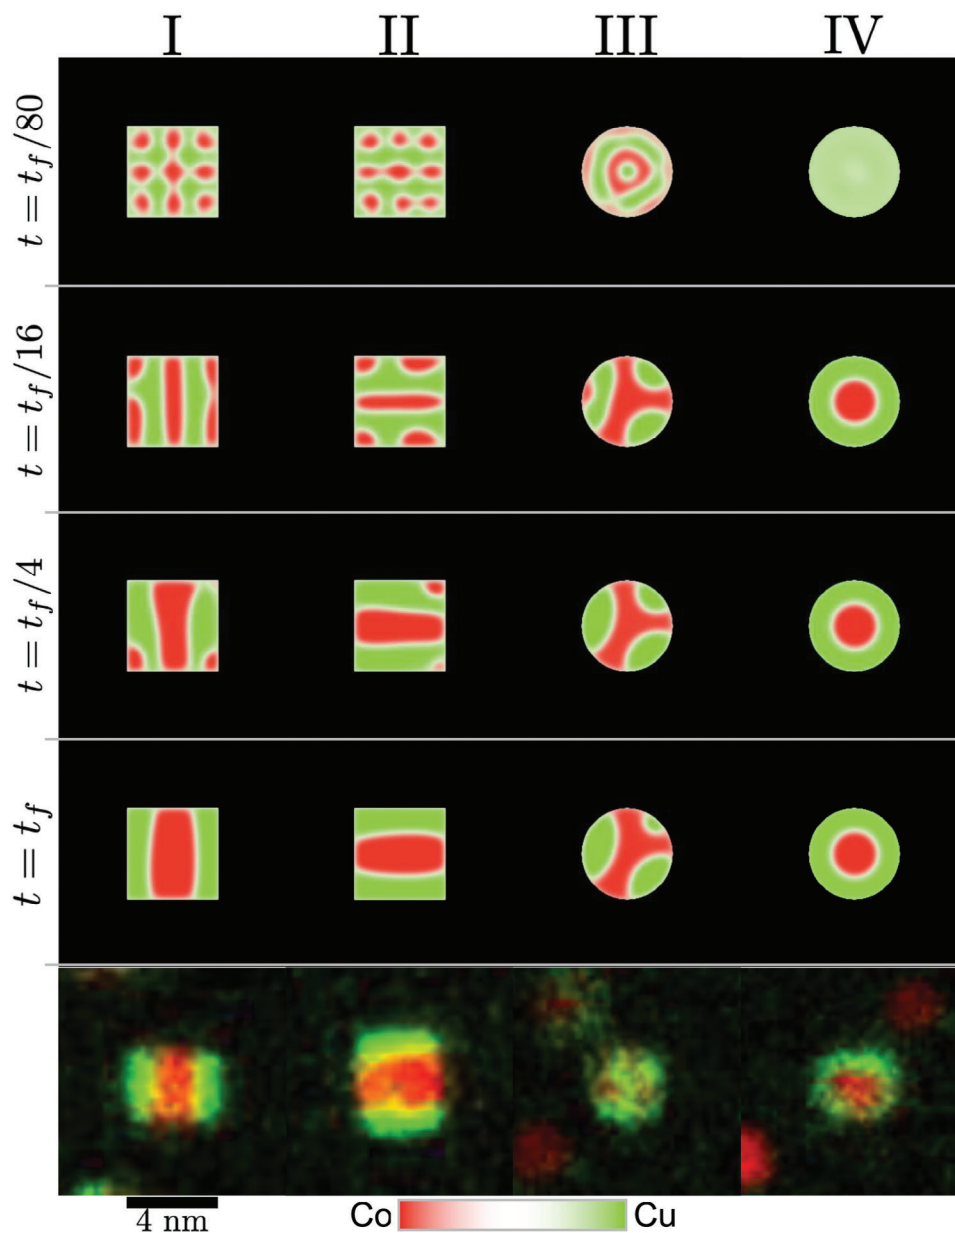 I II III IV
t = t_f/80
t = t_f/16
t = t_f/4
t = t_f
4 nm
Co Cu